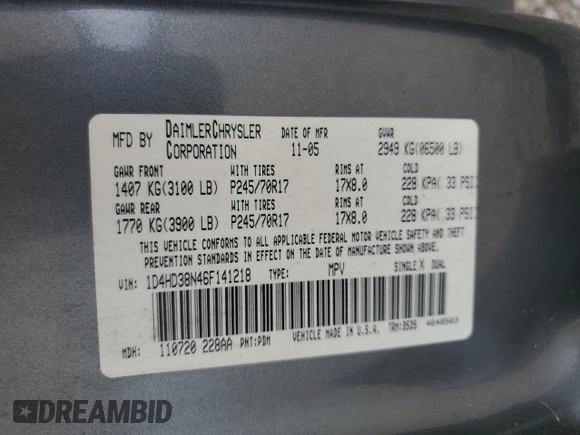 MFD BY DAIMLERCHRYSLER CORPORATION DATE OF MFR 11-05 GVWR 2949 KG(06500 LB)
GAWR FRONT WITH TIRES RIMS AT COLD
1407 KG(3100 LB) P245/70R17 17X8.0 228 KPA( 33 PSI)
GAWR REAR WITH TIRES RIMS AT COLD
1770 KG(3900 LB) P245/70R17 17X8.0 228 KPA( 33 PSI)
THIS VEHICLE CONFORMS TO ALL APPLICABLE FEDERAL MOTOR VEHICLE SAFETY AND THEFT
PREVENTION STANDARDS IN EFFECT ON THE DATE OF MANUFACTURE SHOWN ABOVE.
VIN: 1D4HD38N46F141218 TYPE: MPV SINGLE X DUAL
MDH: 110720 228AA PNT:PDM VEHICLE MADE IN U.S.A. TRM:BSDS 4648503
DREAMBID